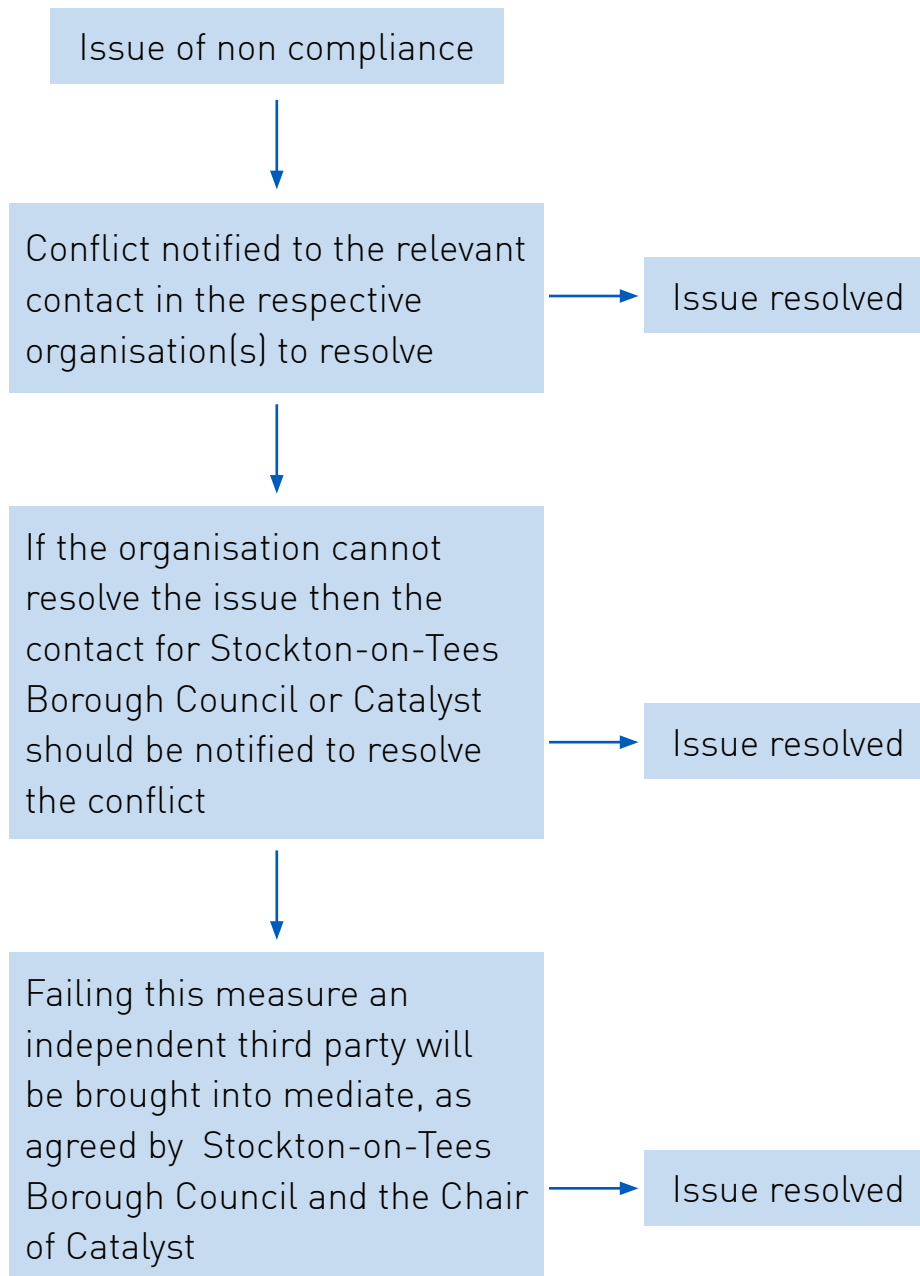 Issue of non compliance
Conflict notified to the relevant
contact in the respective
organisation(s) to resolve
Issue resolved
If the organisation cannot
resolve the issue then the
contact for Stockton-on-Tees
Borough Council or Catalyst
should be notified to resolve
the conflict
Issue resolved
Failing this measure an
independent third party will
be brought into mediate, as
agreed by  Stockton-on-Tees
Borough Council and the Chair
of Catalyst
Issue resolved